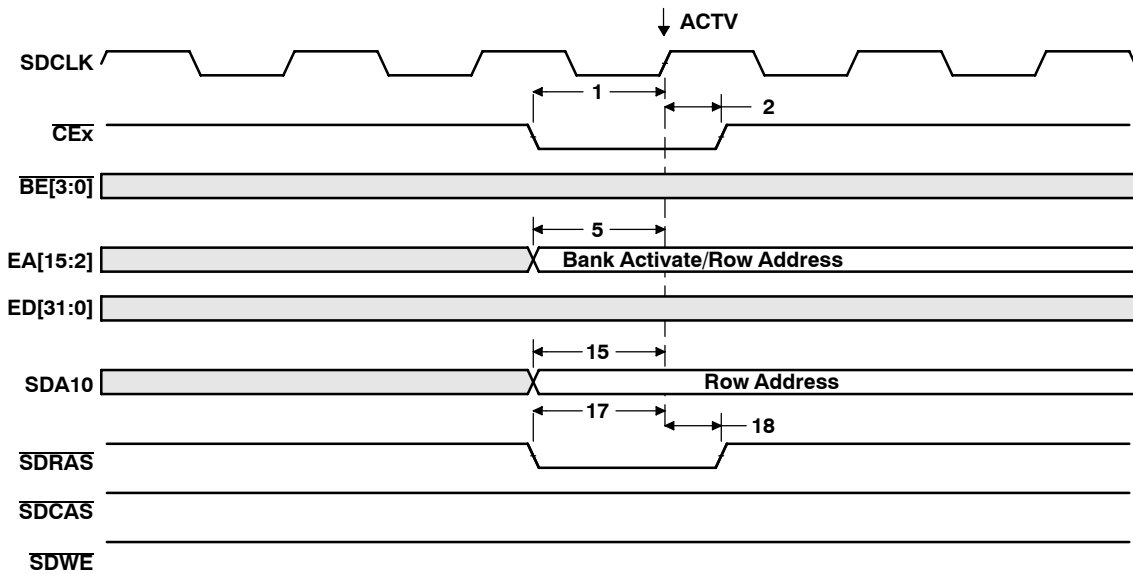 ACTV
SDCLK
1
2
CEx
BE[3:0]
5
EA[15:2]
Bank Activate/Row Address
ED[31:0]
15
SDA10
Row Address
17
18
SDRAS
SDCAS
SDWE